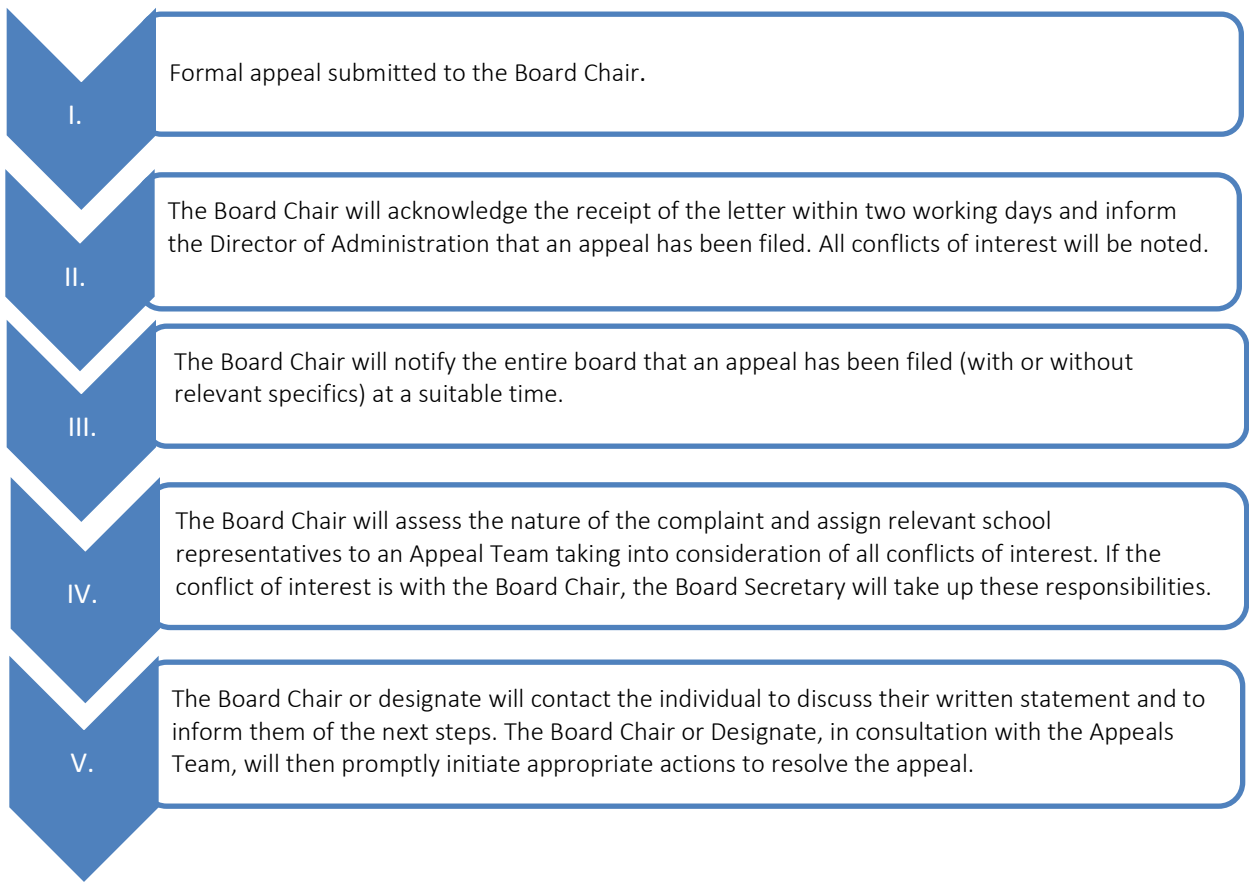 I.
Formal appeal submitted to the Board Chair.
II.
The Board Chair will acknowledge the receipt of the letter within two working days and inform
the Director of Administration that an appeal has been filed. All conflicts of interest will be noted.
III.
The Board Chair will notify the entire board that an appeal has been filed (with or without
relevant specifics) at a suitable time.
IV.
The Board Chair will assess the nature of the complaint and assign relevant school
representatives to an Appeal Team taking into consideration of all conflicts of interest. If the
conflict of interest is with the Board Chair, the Board Secretary will take up these responsibilities.
V.
The Board Chair or designate will contact the individual to discuss their written statement and to
inform them of the next steps. The Board Chair or Designate, in consultation with the Appeals
Team, will then promptly initiate appropriate actions to resolve the appeal.